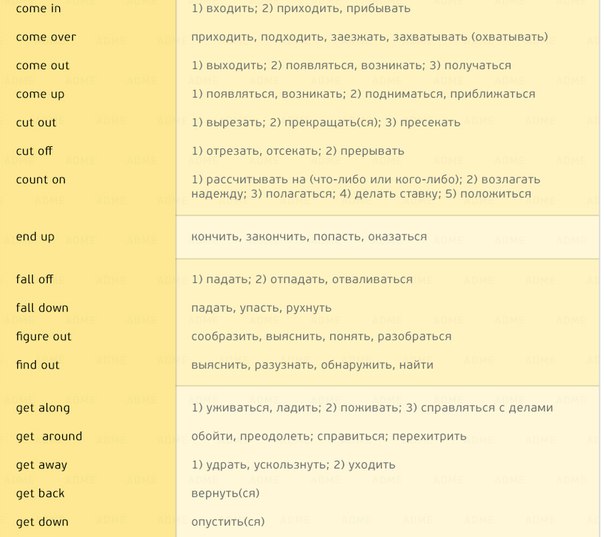 come in 1) входить; 2) приходить, прибывать
come over приходить, подходить, заезжать, захватывать (охватывать)
come out 1) выходить; 2) появляться, возникать; 3) получаться
come up 1) появляться, возникать; 2) подниматься, приближаться
cut out 1) вырезать; 2) прекращать(ся); 3) пресекать
cut off 1) отрезать, отсекать; 2) прерывать
count on 1) рассчитывать на (что-либо или кого-либо); 2) возлагать
надежду; 3) полагаться; 4) делать ставку; 5) положиться
end up кончить, закончить, попасть, оказаться
fall off 1) падать; 2) отпадать, отваливаться
fall down падать, упасть, рухнуть
figure out сообразить, выяснить, понять, разобраться
find out выяснить, разузнать, обнаружить, найти
get along 1) уживаться, ладить; 2) поживать; 3) справляться с делами
get around обойти, преодолеть; справиться; перехитрить
get away 1) удрать, ускользнуть; 2) уходить
get back вернуть(ся)
get down опустить(ся)